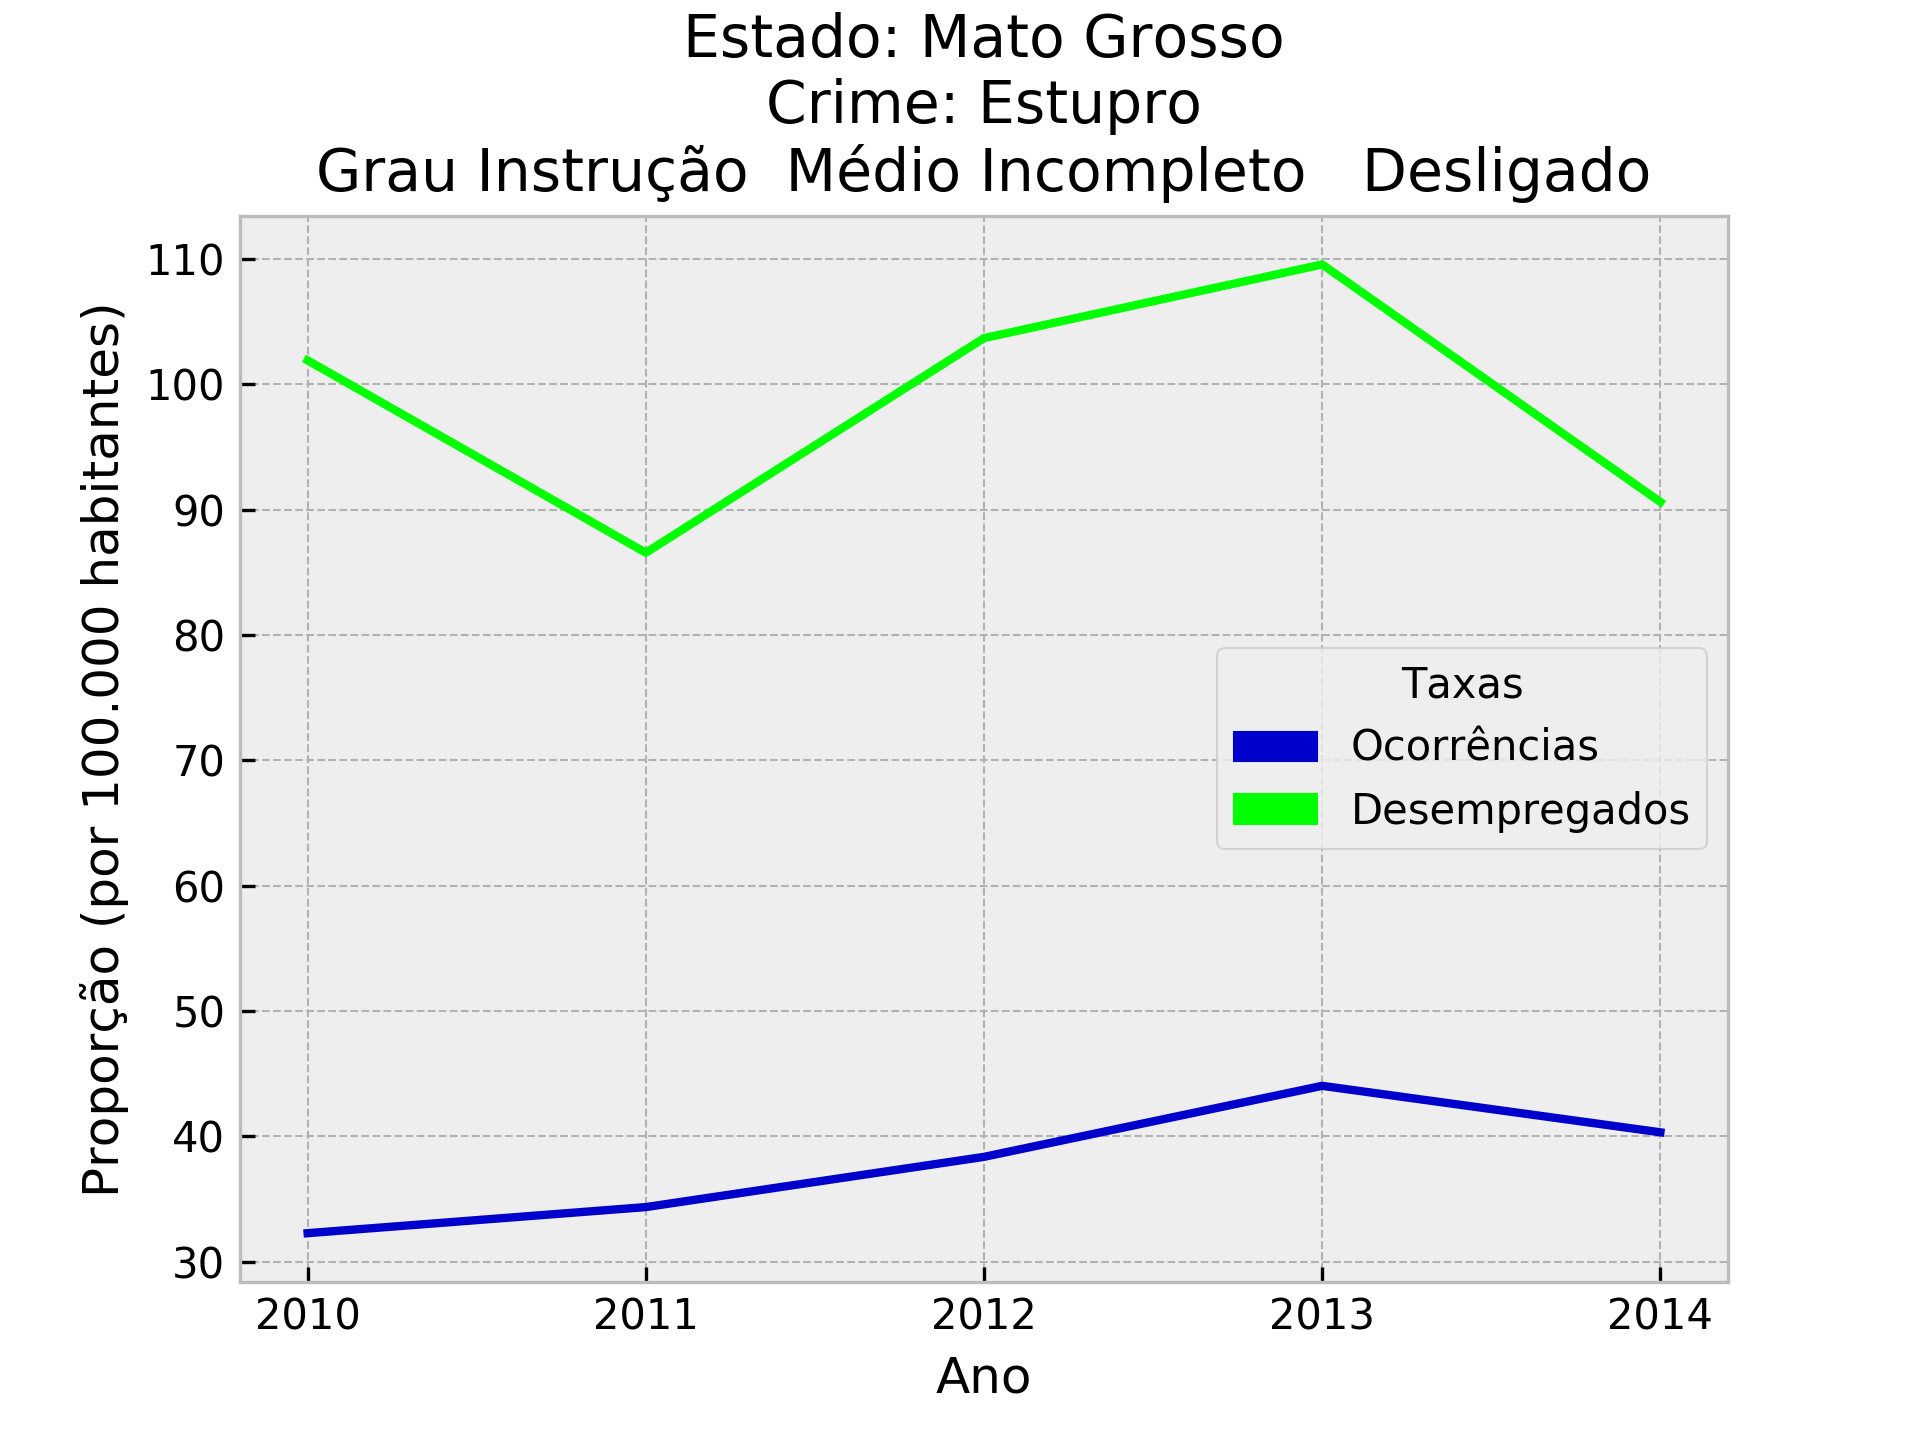 Estado: Mato Grosso
Crime: Estupro
Grau Instrução  Médio Incompleto   Desligado
Proporção (por 100.000 habitantes)
110
100
90
80
70
60
50
40
30
Taxas
Ocorrências
Desempregados
2010 2011 2012 2013 2014
Ano